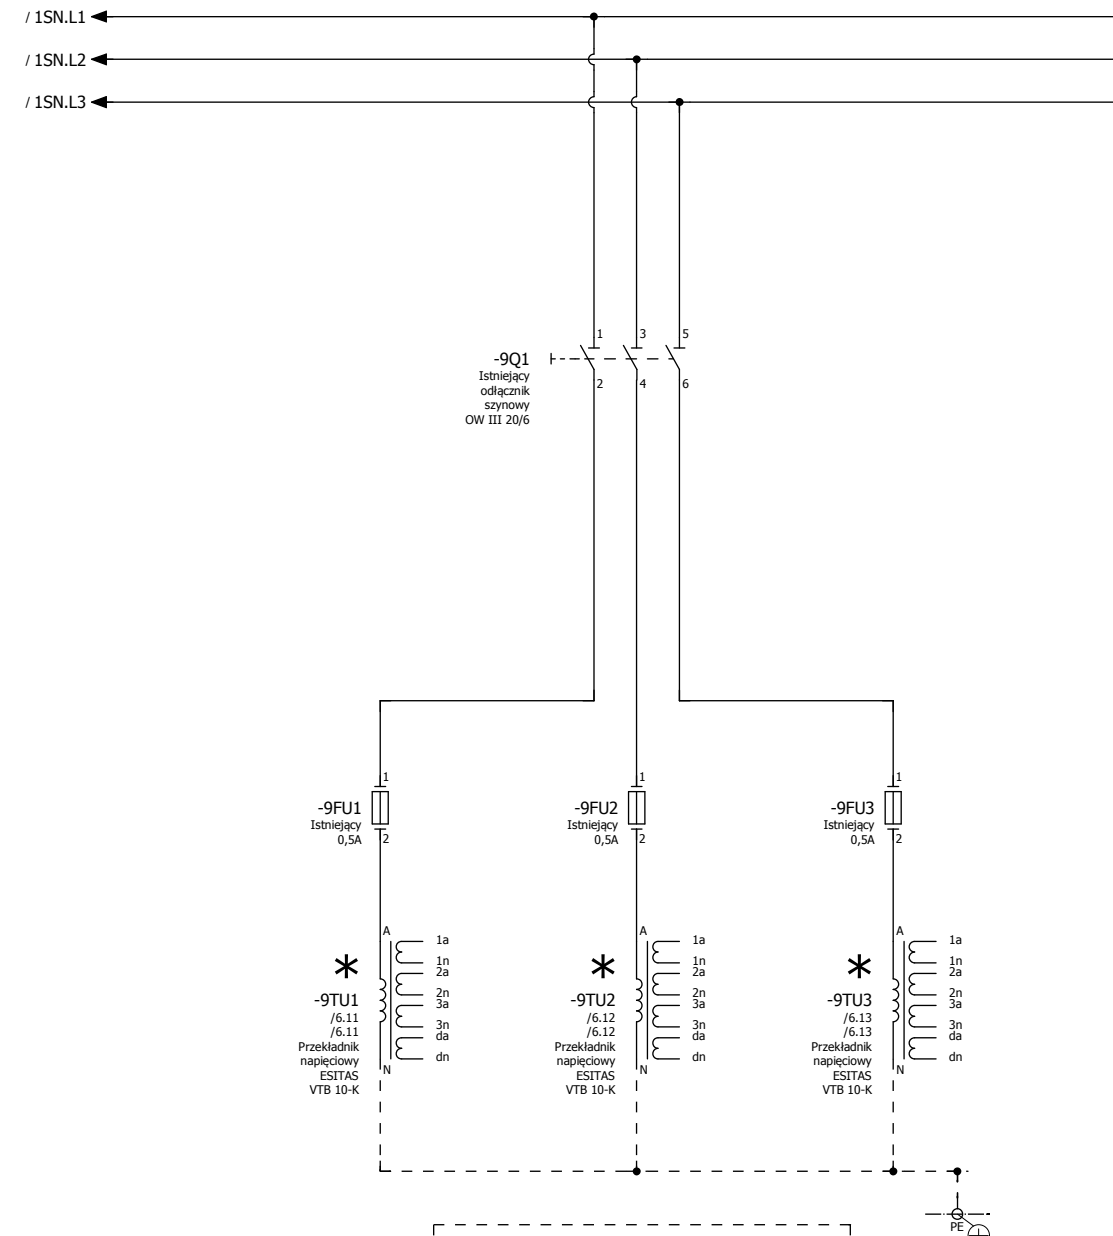 / 1SN.L1
/ 1SN.L2
/ 1SN.L3
1
3
5
-9Q1
Istniejący
odłącznik
szynowy
OW III 20/6
2
4
6
1
-9FU1
Istniejący
0,5A
2
1
-9FU2
Istniejący
0,5A
2
1
-9FU3
Istniejący
0,5A
2
A
1a
1n
2a
2n
3a
3n
da
dn
N
-9TU1
/6.11
/6.11
Przekładnik
napięciowy
ESITAS
VTB 10-K
A
1a
1n
2a
2n
3a
3n
da
dn
N
-9TU2
/6.12
/6.12
Przekładnik
napięciowy
ESITAS
VTB 10-K
A
1a
1n
2a
2n
3a
3n
da
dn
N
-9TU3
/6.13
/6.13
Przekładnik
napięciowy
ESITAS
VTB 10-K
PE